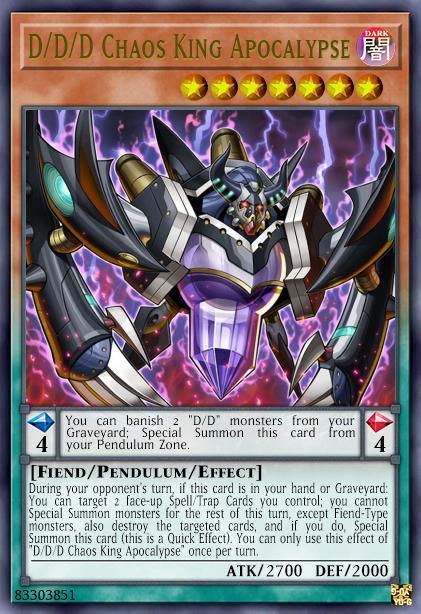 D/D/D Chaos King Apocalypse
DARK
闇
You can banish 2 "D/D" monsters from your
Graveyard; Special Summon this card from
your Pendulum Zone.
4
4
[Fiend/Pendulum/Effect]
During your opponent's turn, if this card is in your hand or Graveyard:
You can target 2 face-up Spell/Trap Cards you control; you cannot
Special Summon monsters for the rest of this turn, except Fiend-Type
monsters, also destroy the targeted cards, and if you do, Special
Summon this card (this is a Quick Effect). You can only use this effect of
"D/D/D Chaos King Apocalypse" once per turn.
ATK/2700 DEF/2000
83303851